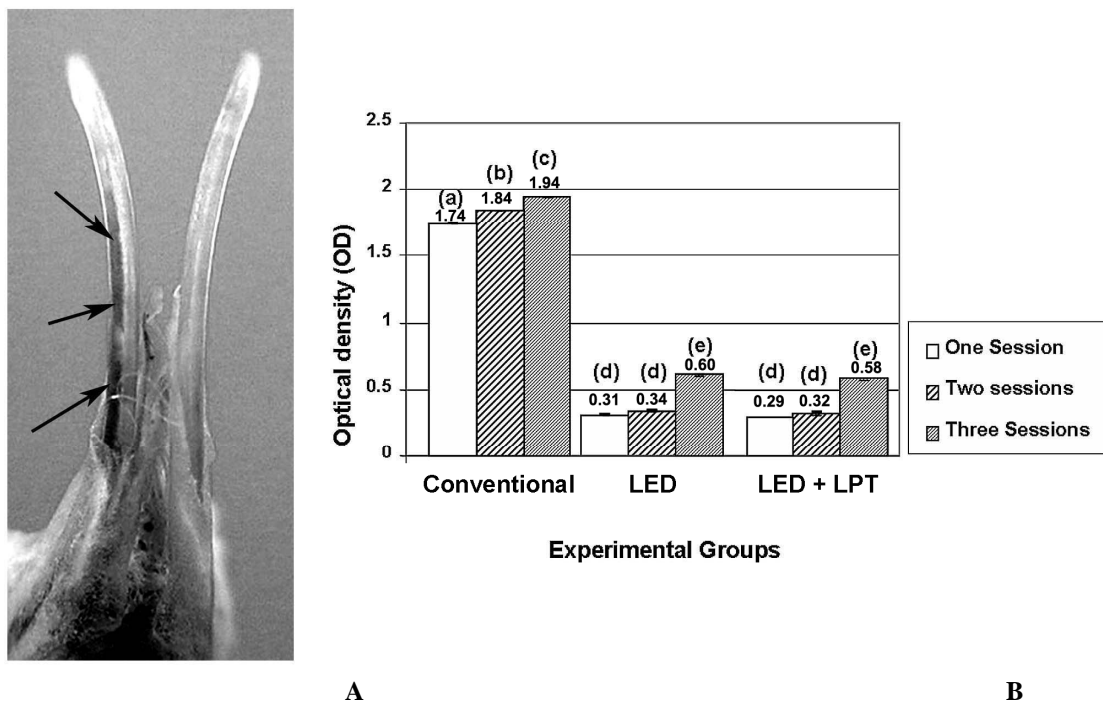 2.5
2
1.5
1
0.5
0
Optical density (OD)
(a)
1.74
(b)
1.84
(c)
1.94
(d)
0.31
(d)
0.34
(e)
0.60
(d)
0.29
(d)
0.32
(e)
0.58
Conventional LED LED + LPT
Experimental Groups
One Session
Two sessions
Three Sessions
A B